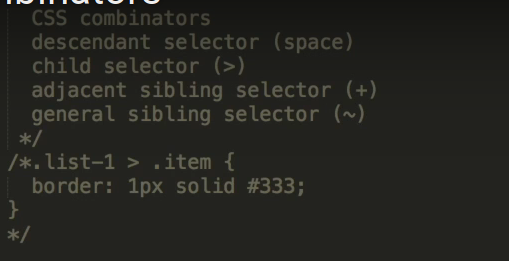 CSS combinators
descendant selector (space)
child selector (>)
adjacent sibling selector (+)
general sibling selector (~)
*/
/*.list-1 > .item {
border: 1px solid #333;
}
*/